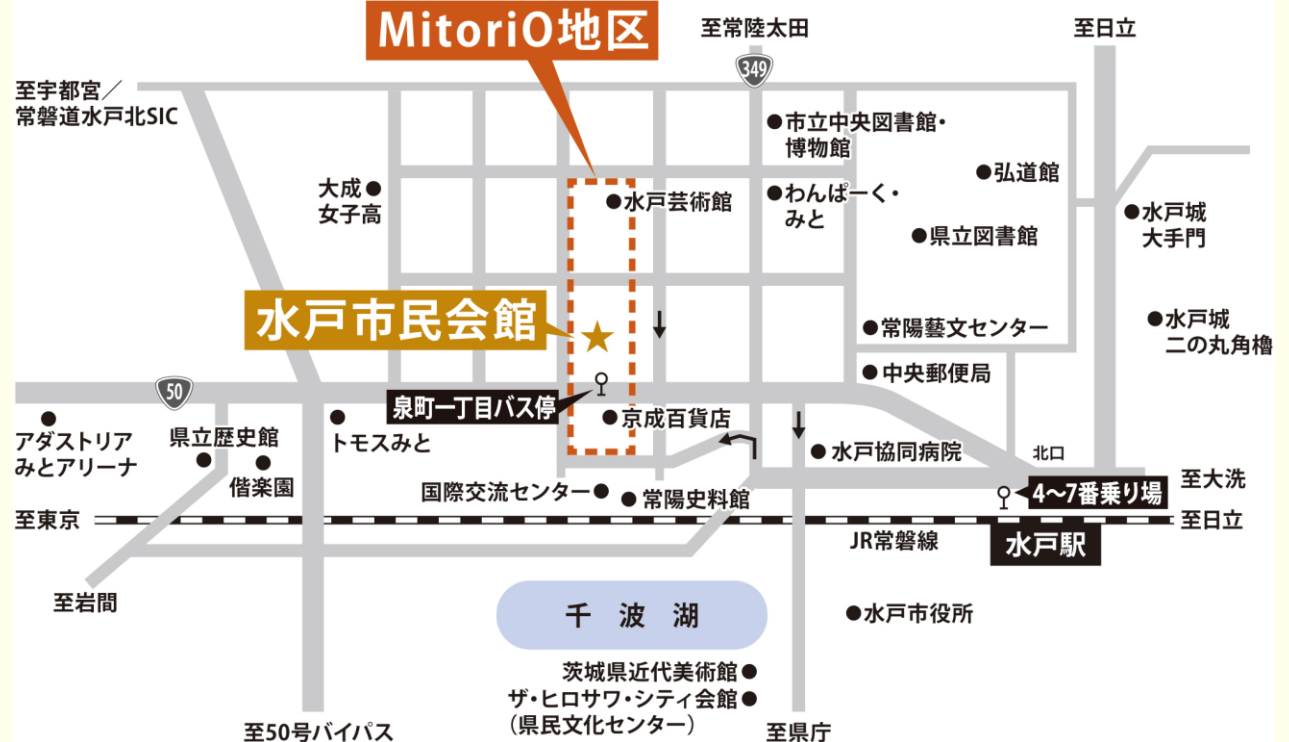 MitoriO地区
至常陸太田
至日立
349
至宇都宮／
常磐道水戸北SIC
市立中央図書館・
博物館
弘道館
大成
女子高
水戸芸術館
わんぱーく・
みと
水戸城
大手門
県立図書館
水戸市民会館
常陽藝文センター
水戸城
二の丸角櫓
中央郵便局
50
泉町一丁目バス停
京成百貨店
アダストリア
みとアリーナ
県立歴史館
トモスみと
水戸協同病院
北口
偕楽園
国際交流センター
常陽史料館
4〜7番乗り場
至大洗
至東京
至日立
JR常磐線
水戸駅
至岩間
千波湖
水戸市役所
茨城県近代美術館
ザ・ヒロサワ・シティ会館
（県民文化センター）
至50号バイパス
至県庁